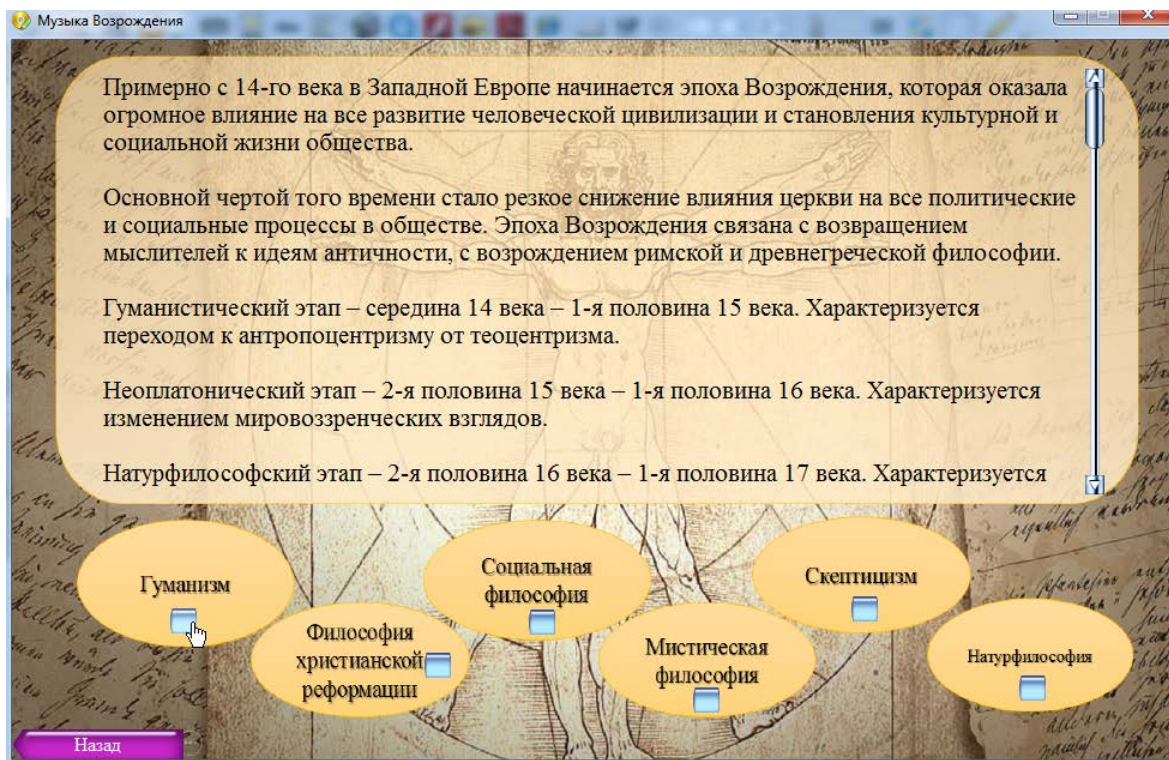 Музыка Возрождения
Примерно с 14-го века в Западной Европе начинается эпоха Возрождения, которая оказала
огромное влияние на все развитие человеческой цивилизации и становления культурной и
социальной жизни общества.
Основной чертой того времени стало резкое снижение влияния церкви на все политические
и социальные процессы в обществе. Эпоха Возрождения связана с возвращением
мыслителей к идеям античности, с возрождением римской и древнегреческой философии.
Гуманистический этап – середина 14 века – 1-я половина 15 века. Характеризуется
переходом к антропоцентризму от теоцентризма.
Неоплатонический этап – 2-я половина 15 века – 1-я половина 16 века. Характеризуется
изменением мировоззренческих взглядов.
Натурфилософский этап – 2-я половина 16 века – 1-я половина 17 века. Характеризуется
Гуманизм
Философия
христианской
реформации
Социальная
философия
Мистическая
философия
Скептицизм
Натурфилософия
Назад